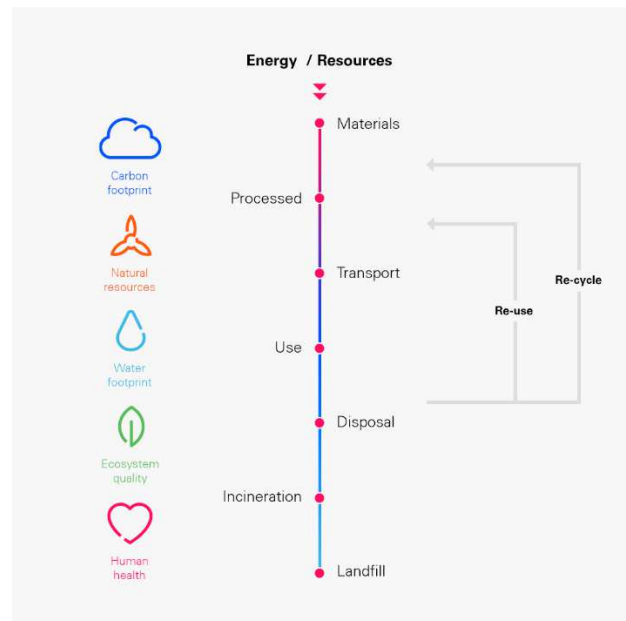 Energy / Resources
Materials
Carbon
footprint
Processed
Natural
resources
Transport
Re-cycle
Re-use
Water
footprint
Use
Disposal
Ecosystem
quality
Incineration
Human
health
Landfill